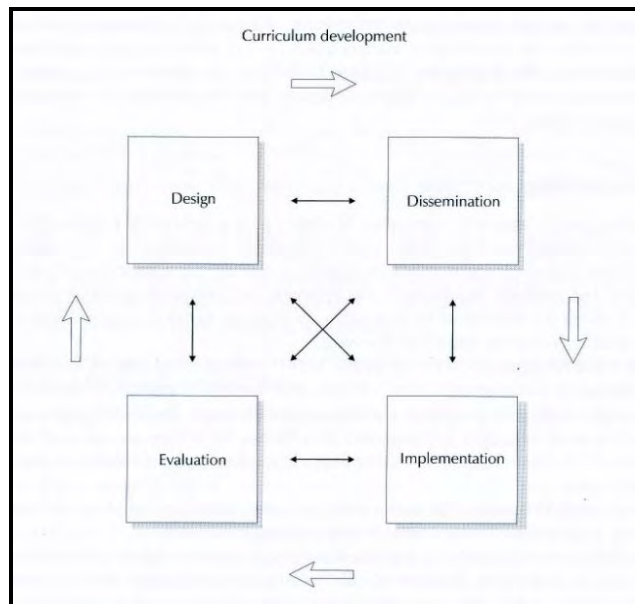 Curriculum development
Design
Dissemination
Evaluation
Implementation